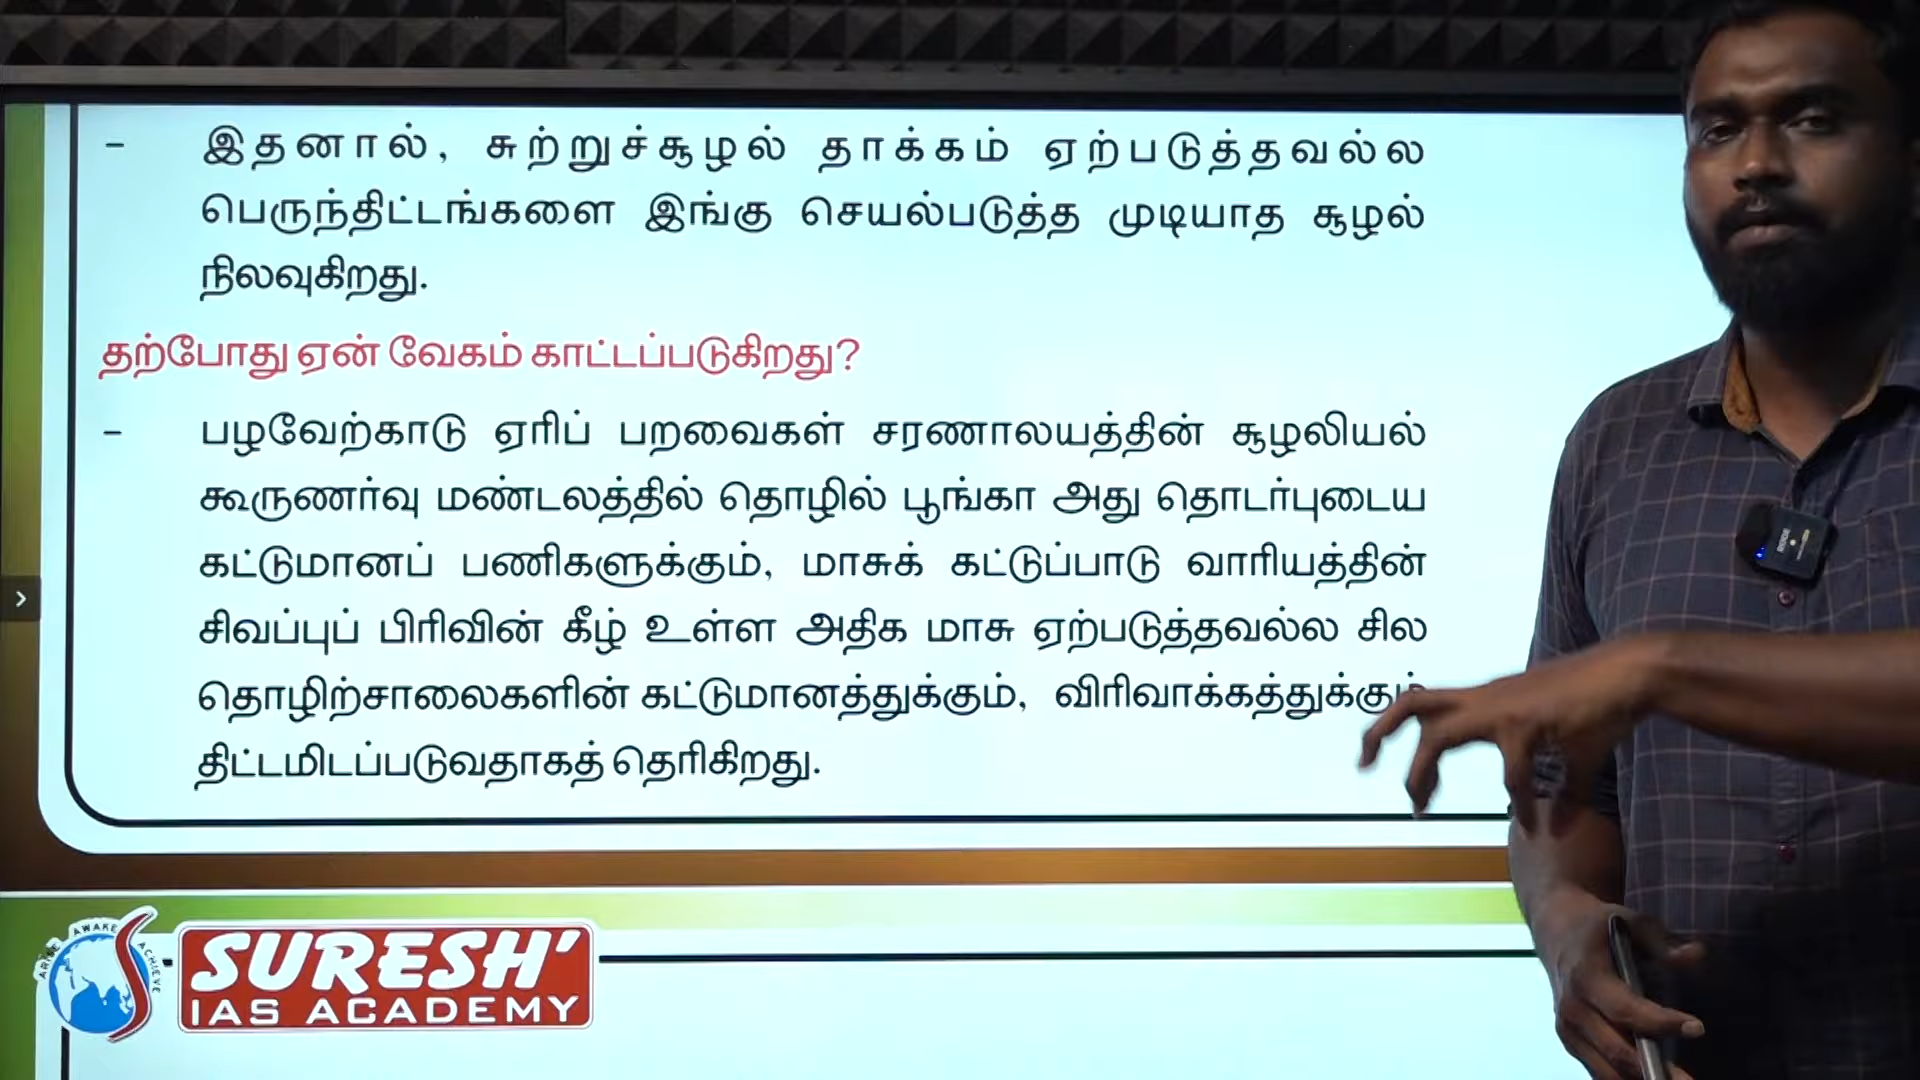 - இதனால், சுற்றுச்சூழல் தாக்கம் ஏற்படுத்தவல்ல
பெருந்திட்டங்களை இங்கு செயல்படுத்த முடியாத சூழல்
நிலவுகிறது.
தற்போது ஏன் வேகம் காட்டப்படுகிறது?
- பழவேற்காடு ஏரிப் பறவைகள் சரணாலயத்தின் சூழலியல்
கூருணர்வு மண்டலத்தில் தொழில் பூங்கா அது தொடர்புடைய
கட்டுமானப் பணிகளுக்கும், மாசுக் கட்டுப்பாடு வாரியத்தின்
சிவப்புப் பிரிவின் கீழ் உள்ள அதிக மாசு ஏற்படுத்தவல்ல சில
தொழிற்சாலைகளின் கட்டுமானத்துக்கும், விரிவாக்கத்துக்கும்
திட்டமிடப்படுவதாகத் தெரிகிறது.
ARISE AWAKE ACHIEVE
SURESH'
IAS ACADEMY